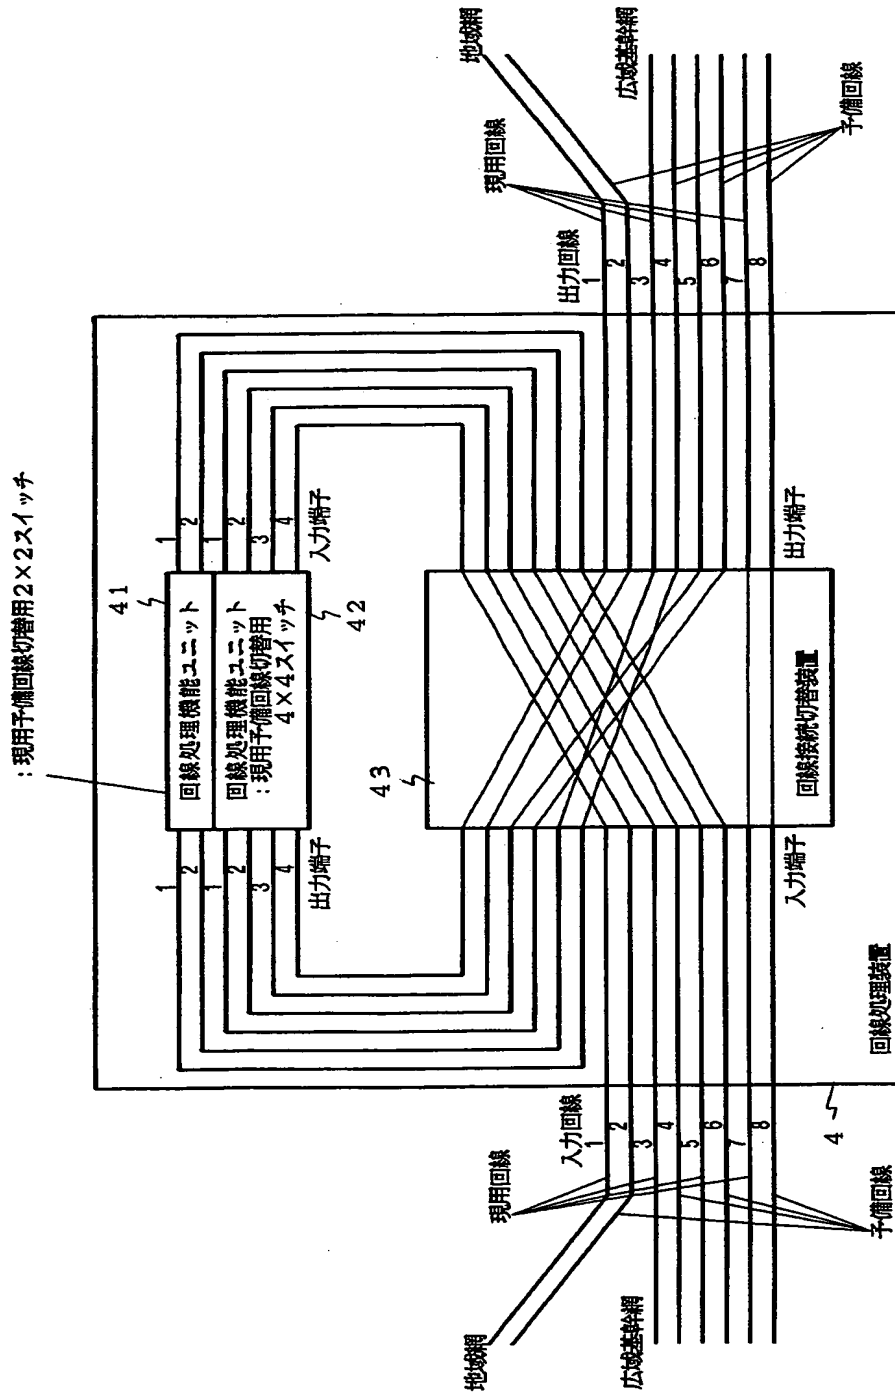 :現用予備回線切替用2×2スイッチ
41
回線処理機能ユニット
回線処理機能ユニット
:現用予備回線切替用
4×4スイッチ
42
1
2
1
2
3
4
出力端子
1
2
1
2
3
4
入力端子
43
回線接続切替装置
入力端子
出力端子
地域網
広域基幹網
現用回線
予備回線
入力回線
1
2
3
4
5
6
7
8
出力回線
1
2
3
4
5
6
7
8
現用回線
予備回線
地域網
広域基幹網
4
回線処理装置